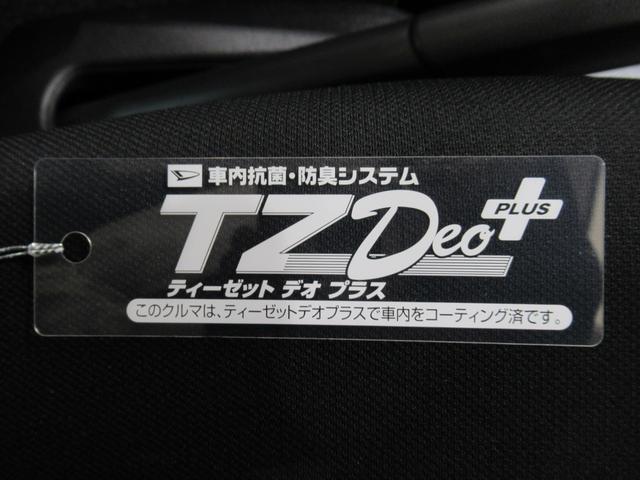 車内抗菌・防臭システム
TZ Deo PLUS
ティーゼット デオ プラス
このクルマは、ティーゼットデオプラスで車内をコーティング済です。